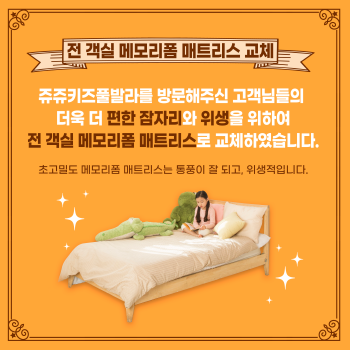 전 객실 메모리폼 매트리스 교체
쥬쥬키즈풀발라를 방문해주신 고객님들의
더욱 더 편한 잠자리와 위생을 위하여
전 객실 메모리폼 매트리스로 교체하였습니다.
초고밀도 메모리폼 매트리스는 통풍이 잘 되고, 위생적입니다.